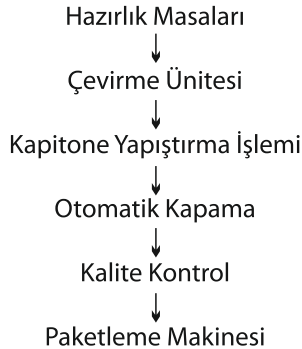 Hazırlık Masaları
Çevirme Ünitesi
Kapitone Yapıştırma İşlemi
Otomatik Kapama
Kalite Kontrol
Paketleme Makinesi